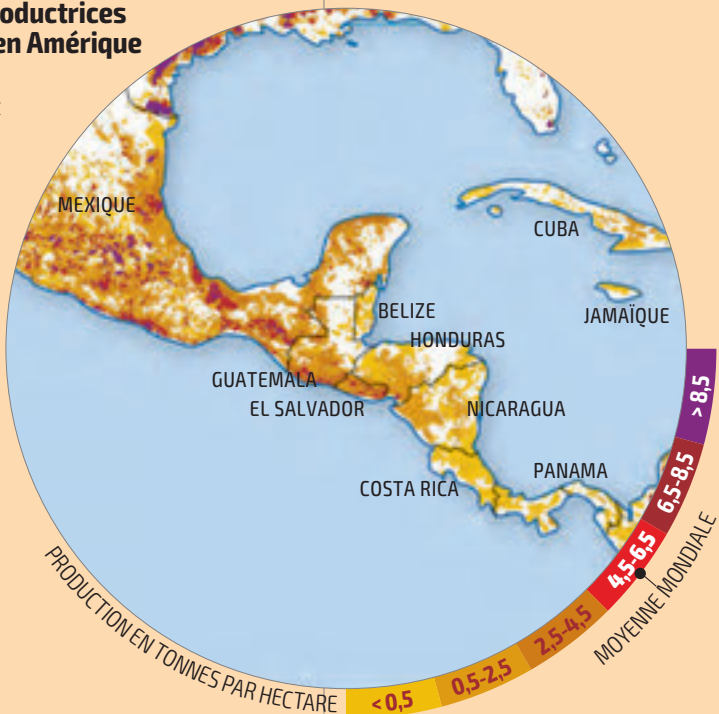 oductrices
en Amérique
MEXIQUE
CUBA
BELIZE
JAMAÏQUE
HONDURAS
GUATEMALA
EL SALVADOR
NICARAGUA
PANAMA
COSTA RICA
> 8,5
6,5-8,5
4,5-6,5
2,5-4,5
0,5-2,5
< 0,5
MOYENNE MONDIALE
PRODUCTION EN TONNES PAR HECTARE